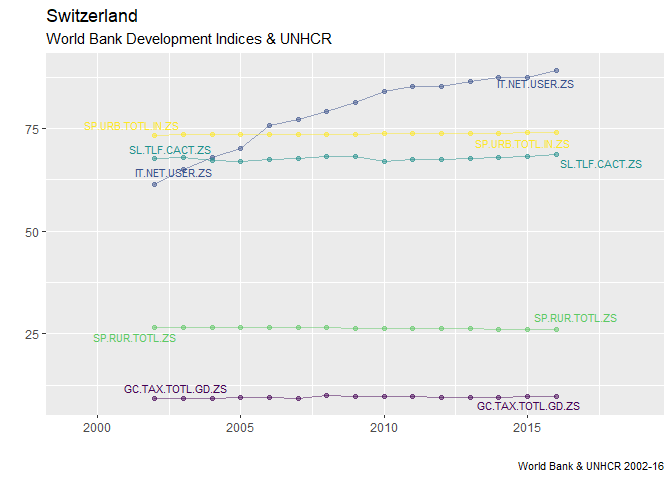 Switzerland
World Bank Development Indices & UNHCR
IT.NET.USER.ZS
SP.URB.TOTL.IN.ZS
75
SP.URB.TOTL.IN.ZS
SL.TLF.CACT.ZS
SL.TLF.CACT.ZS
IT.NET.USER.ZS
50
SP.RUR.TOTL.ZS
25
SP.RUR.TOTL.ZS
GC.TAX.TOTL.GD.ZS
GC.TAX.TOTL.GD.ZS
2000 2005 2010 2015
World Bank & UNHCR 2002-16